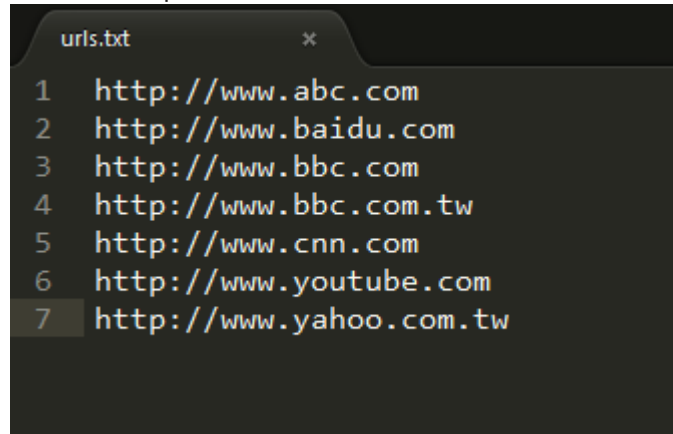 urls.txt ×
1 http://www.abc.com
2 http://www.baidu.com
3 http://www.bbc.com
4 http://www.bbc.com.tw
5 http://www.cnn.com
6 http://www.youtube.com
7 http://www.yahoo.com.tw